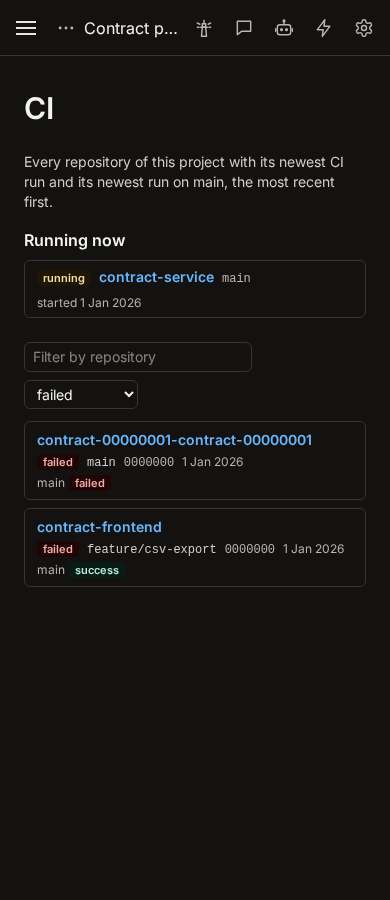 Contract p...
CI
Every repository of this project with its newest CI
run and its newest run on main, the most recent
first.
Running now
running contract-service main
started 1 Jan 2026
Filter by repository
failed
contract-00000001-contract-00000001
failed main 0000000 1 Jan 2026
main failed
contract-frontend
failed feature/csv-export 0000000 1 Jan 2026
main success